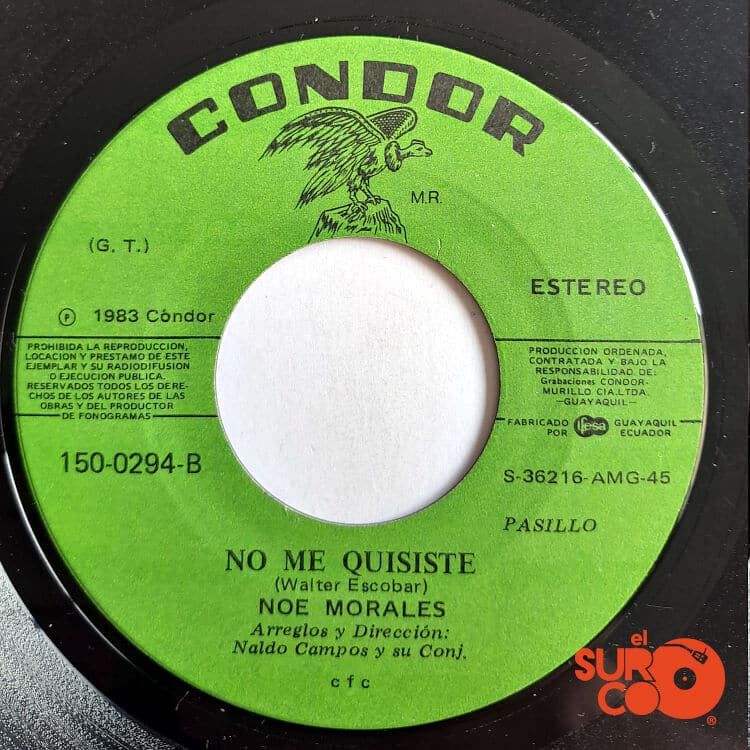 CONDOR
M.R.
(G. T.)
ESTEREO
℗ 1983 Cóndor
PROHIBIDA LA REPRODUCCION,
LOCACION Y PRESTAMO DE ESTE
EJEMPLAR Y SU RADIODIFUSION
O EJECUCION PUBLICA.
RESERVADOS TODOS LOS DERE-
CHOS DE LOS AUTORES DE LAS
OBRAS Y DEL PRODUCTOR
DE FONOGRAMAS
PRODUCCION ORDENADA,
CONTRATADA Y BAJO LA
RESPONSABILIDAD DE:
Grabaciones CONDOR-
MURILLO CIA.LTDA.
—GUAYAQUIL—
FABRICADO POR fesa GUAYAQUIL ECUADOR
150-0294-B
S-36216-AMG-45
PASILLO
NO ME QUISISTE
(Walter Escobar)
NOE MORALES
Arreglos y Dirección:
Naldo Campos y su Conj.
c f c
el
SUR
CO
®